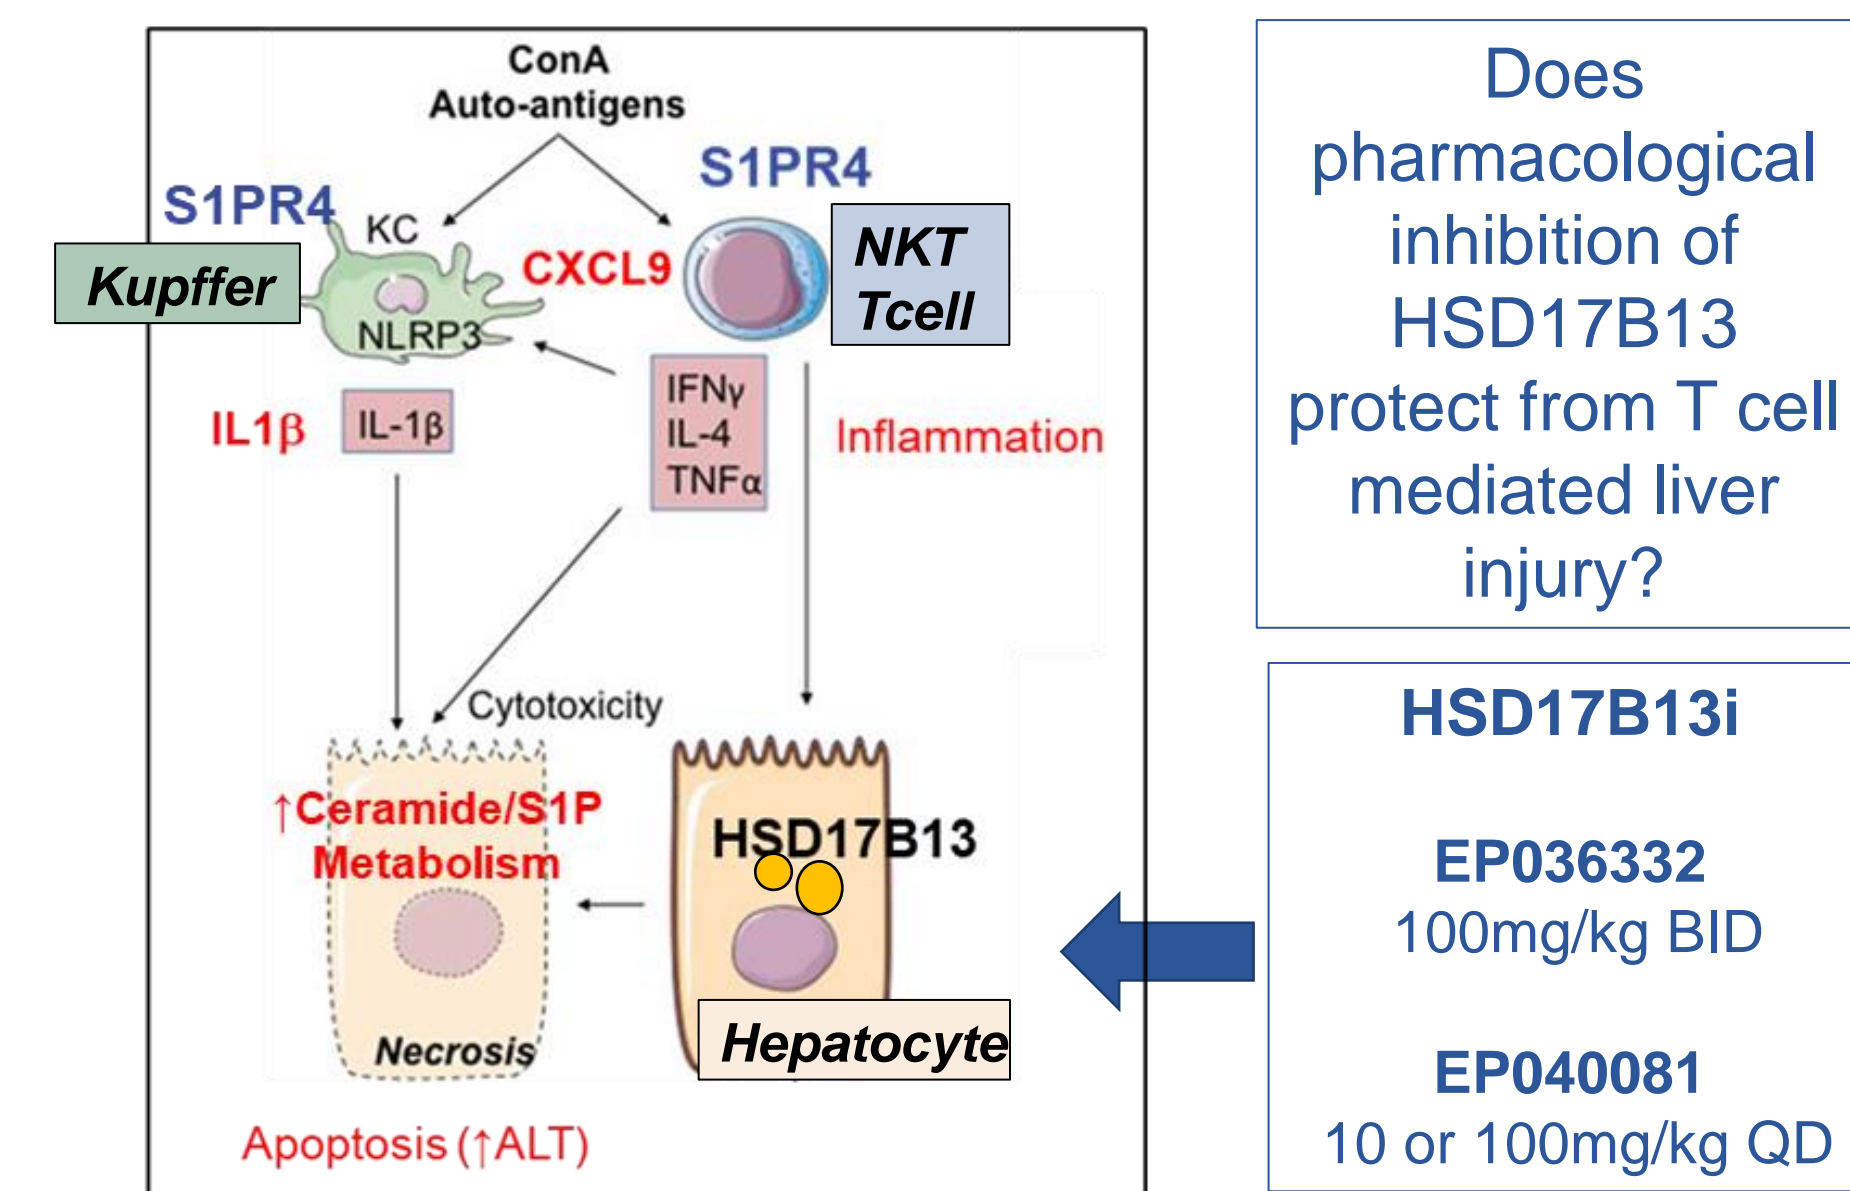 ConA
Auto-antigens
S1PR4
S1PR4
KC
Kupffer
CXCL9
NKT
Tcell
NLRP3
IL1β
IL-1β
IFNγ
IL-4
TNFα
Inflammation
Cytotoxicity
↑Ceramide/S1P
Metabolism
HSD17B13
Necrosis
Hepatocyte
Apoptosis (↑ALT)
Does
pharmacological
inhibition of
HSD17B13
protect from T cell
mediated liver
injury?
HSD17B13i
EP036332
100mg/kg BID
EP040081
10 or 100mg/kg QD